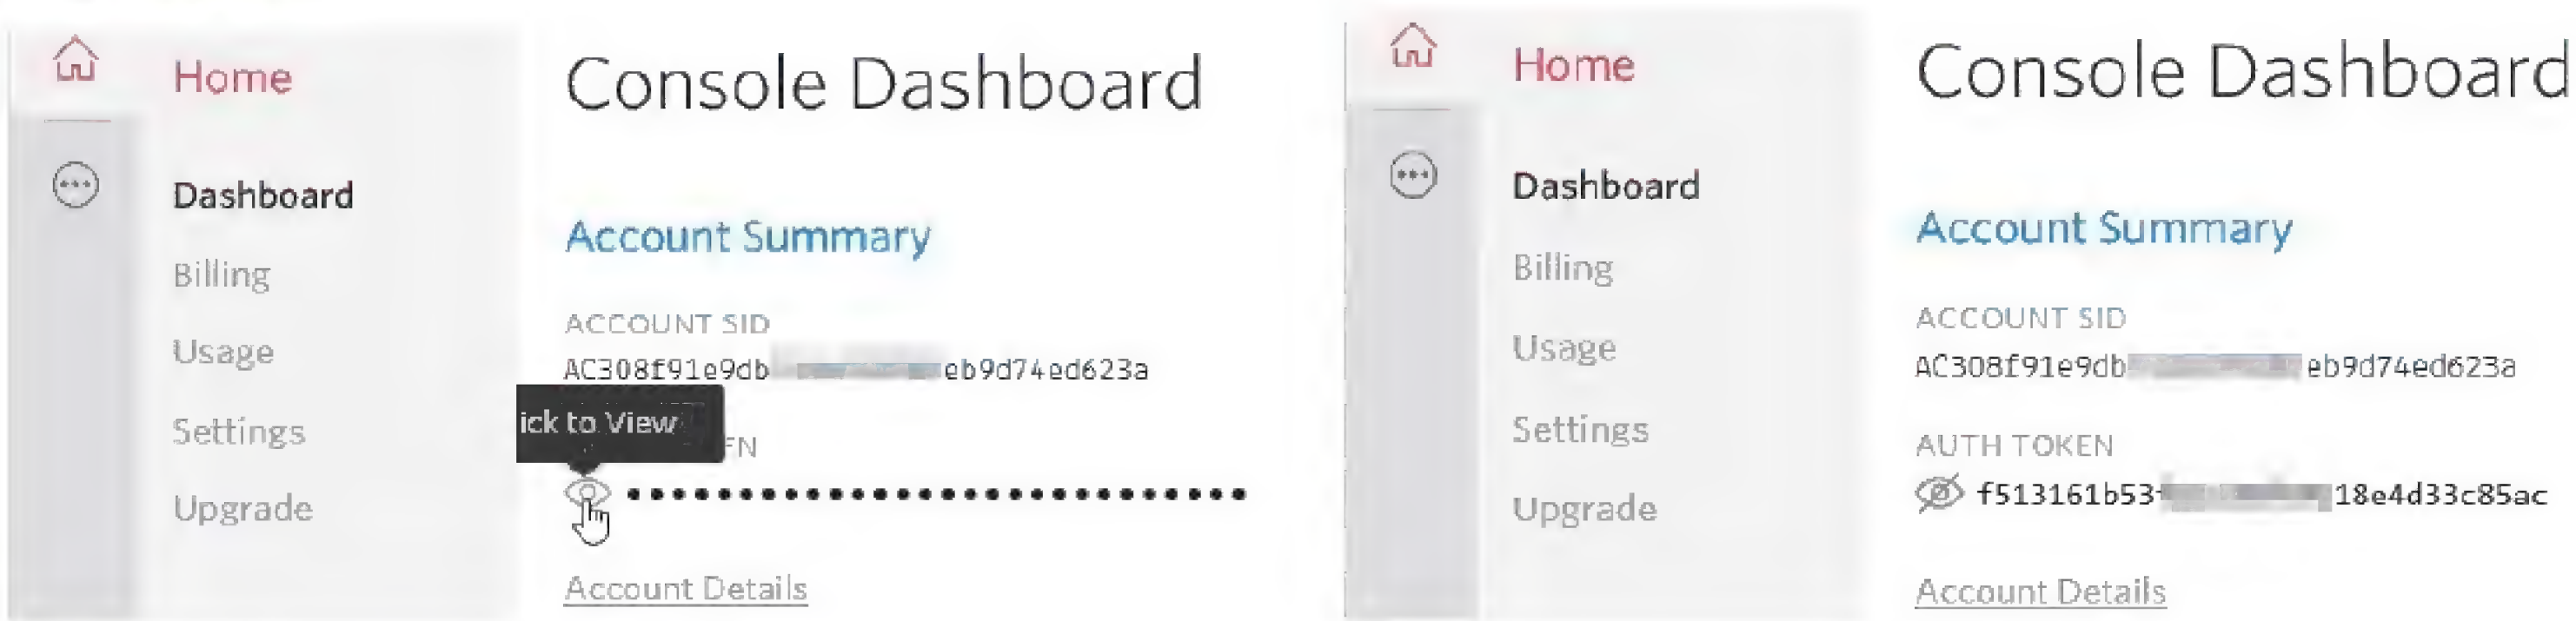 Home
Dashboard
Billing
Usage
Settings
Upgrade
Console Dashboard
Account Summary
ACCOUNT SID
AC308f91e9db eb9d74ed623a
ick to View
EN
Account Details
Home
Dashboard
Billing
Usage
Settings
Upgrade
Console Dashboard
Account Summary
ACCOUNT SID
AC308f91e9db eb9d74ed623a
AUTH TOKEN
f513161b53 18e4d33c85ac
Account Details